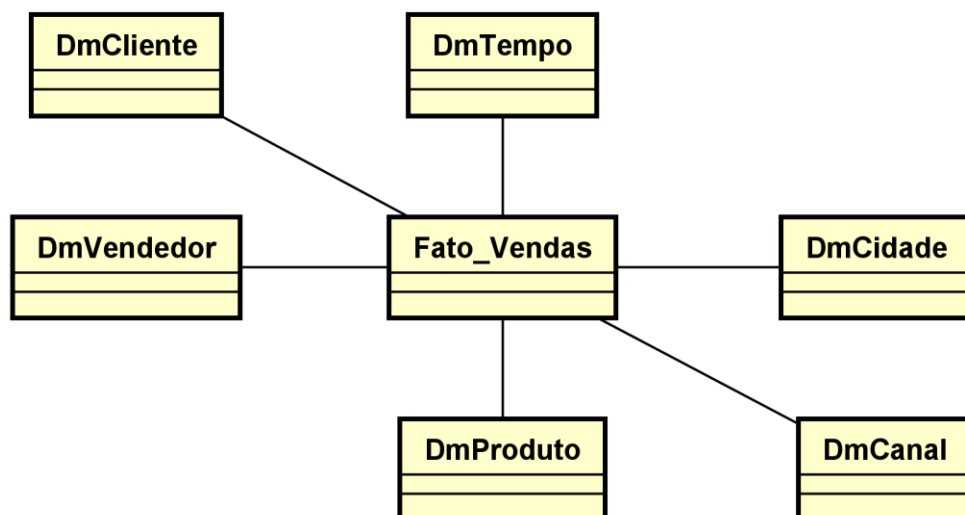 DmCliente
DmTempo
DmVendedor
Fato_Vendas
DmCidade
DmProduto
DmCanal